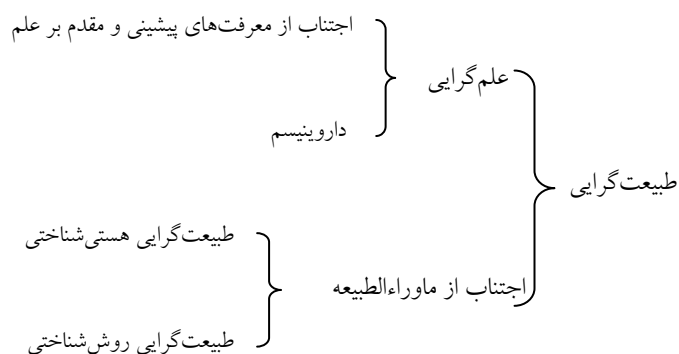 اجتناب از معرفت‌های پیشینی و مقدم بر علم
علم‌گرایی
داروینیسم
طبیعت‌گرایی
طبیعت‌گرایی هستی‌شناختی
اجتناب از ماوراءالطبیعه
طبیعت‌گرایی روش‌شناختی